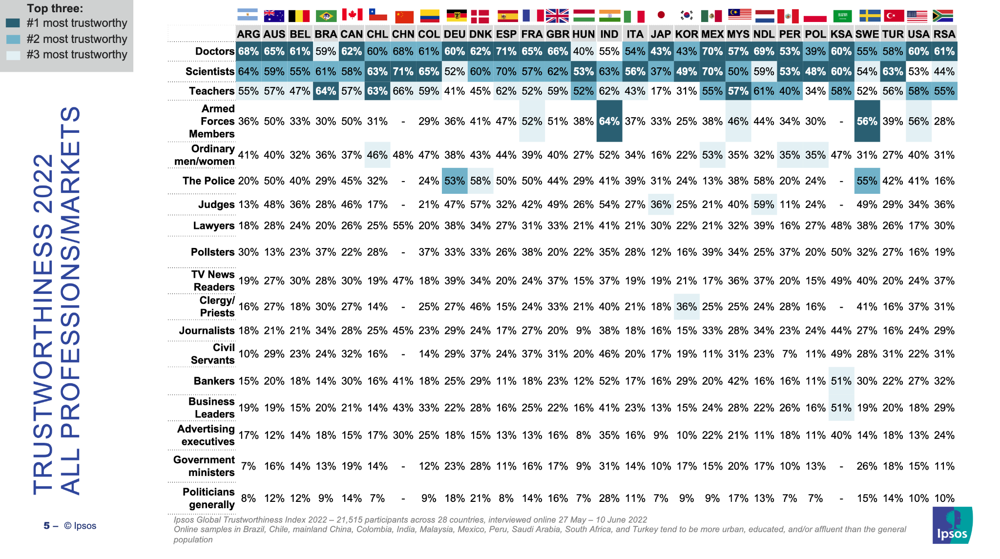 Top three:
#1 most trustworthy
#2 most trustworthy
#3 most trustworthy
TRUSTWORTHINESS 2022
ALL PROFESSIONS/MARKETS
ARG AUS BEL BRA CAN CHL CHN COL DEU DNK ESP FRA GBR HUN IND ITA JAP KOR MEX MYS NDL PER POL KSA SWE TUR USA RSA
Doctors 68% 65% 61% 59% 62% 60% 68% 61% 60% 62% 71% 65% 66% 40% 55% 54% 43% 43% 70% 57% 69% 53% 39% 60% 55% 58% 60% 61%
Scientists 64% 59% 55% 61% 58% 63% 71% 65% 52% 60% 70% 57% 62% 53% 63% 56% 37% 49% 70% 50% 59% 53% 48% 60% 54% 63% 53% 44%
Teachers 55% 57% 47% 64% 57% 63% 66% 59% 41% 45% 62% 52% 59% 52% 62% 43% 17% 31% 55% 57% 61% 40% 34% 58% 52% 56% 58% 55%
Armed
Forces
Members
36% 50% 33% 30% 50% 31% - 29% 36% 41% 47% 52% 51% 38% 64% 37% 33% 25% 38% 46% 44% 34% 30% - 56% 39% 56% 28%
Ordinary
men/women
41% 40% 32% 36% 37% 46% 48% 47% 38% 43% 44% 39% 40% 27% 52% 34% 16% 22% 53% 35% 32% 35% 35% 47% 31% 27% 40% 31%
The Police 20% 50% 40% 29% 45% 32% - 24% 53% 58% 50% 50% 44% 29% 41% 39% 31% 24% 13% 38% 58% 20% 24% - 55% 42% 41% 16%
Judges 13% 48% 36% 28% 46% 17% - 21% 47% 57% 32% 42% 49% 26% 54% 27% 36% 25% 21% 40% 59% 11% 24% - 49% 29% 34% 36%
Lawyers 18% 28% 24% 20% 26% 25% 55% 20% 38% 34% 27% 31% 33% 21% 41% 21% 30% 22% 21% 32% 39% 16% 27% 48% 38% 26% 17% 30%
Pollsters 30% 13% 23% 37% 22% 28% - 37% 33% 33% 26% 38% 20% 22% 35% 28% 12% 16% 39% 34% 25% 37% 20% 50% 32% 27% 16% 19%
TV News
Readers
19% 27% 30% 28% 30% 19% 47% 18% 39% 34% 20% 24% 37% 15% 37% 19% 19% 21% 17% 36% 37% 20% 15% 49% 40% 20% 24% 37%
Clergy/
Priests
16% 27% 18% 30% 27% 14% - 25% 27% 46% 15% 24% 33% 21% 40% 21% 18% 36% 25% 25% 24% 28% 16% - 41% 16% 37% 31%
Journalists 18% 21% 21% 34% 28% 25% 45% 23% 29% 24% 17% 27% 20% 9% 38% 18% 16% 15% 33% 28% 34% 23% 24% 44% 27% 16% 24% 29%
Civil
Servants
10% 29% 23% 24% 32% 16% - 14% 29% 37% 24% 37% 31% 20% 46% 20% 17% 19% 11% 31% 23% 7% 11% 49% 28% 31% 22% 31%
Bankers 15% 20% 18% 14% 30% 16% 41% 18% 25% 29% 11% 18% 23% 12% 52% 17% 16% 29% 20% 42% 16% 16% 11% 51% 30% 22% 27% 32%
Business
Leaders
19% 19% 15% 20% 21% 14% 43% 33% 22% 28% 16% 25% 22% 16% 41% 23% 13% 15% 24% 28% 22% 26% 16% 51% 19% 20% 18% 29%
Advertising
executives
17% 12% 14% 18% 15% 17% 30% 25% 18% 15% 13% 13% 16% 8% 35% 16% 9% 10% 22% 21% 11% 18% 11% 40% 14% 18% 13% 24%
Government
ministers
7% 16% 14% 13% 19% 14% - 12% 23% 28% 11% 16% 17% 9% 31% 14% 10% 17% 15% 20% 17% 10% 13% - 26% 18% 15% 11%
Politicians
generally
8% 12% 12% 9% 14% 7% - 9% 18% 21% 8% 14% 16% 7% 28% 11% 7% 9% 9% 17% 13% 7% 7% - 15% 14% 10% 10%
Ipsos Global Trustworthiness Index 2022 – 21,515 participants across 28 countries, interviewed online 27 May – 10 June 2022
Online samples in Brazil, Chile, mainland China, Colombia, India, Malaysia, Mexico, Peru, Saudi Arabia, South Africa, and Turkey tend to be more urban, educated, and/or affluent than the general
population
5 – © Ipsos
Ipsos